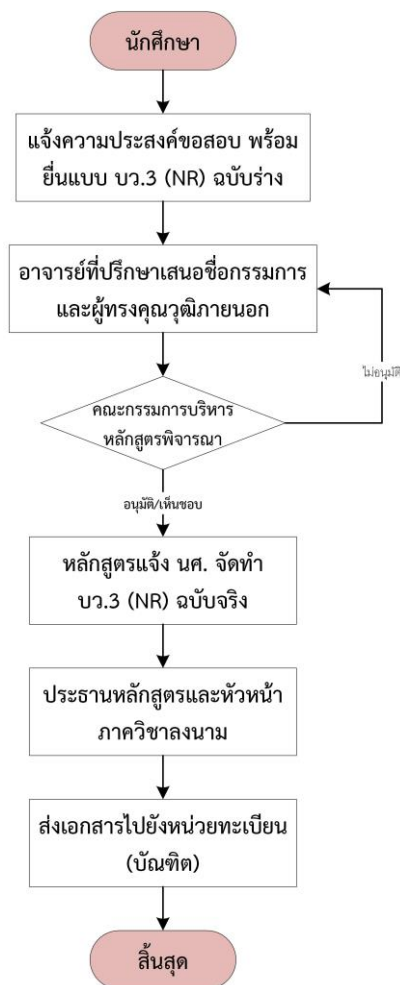 นักศึกษา
แจ้งความประสงค์ขอสอบ พร้อม
ยื่นแบบ บว.3 (NR) ฉบับร่าง
อาจารย์ที่ปรึกษาเสนอชื่อกรรมการ
และผู้ทรงคุณวุฒิภายนอก
ไม่อนุมัติ
คณะกรรมการบริหาร
หลักสูตรพิจารณา
อนุมัติ/เห็นชอบ
หลักสูตรแจ้ง นศ. จัดทำ
บว.3 (NR) ฉบับจริง
ประธานหลักสูตรและหัวหน้า
ภาควิชาลงนาม
ส่งเอกสารไปยังหน่วยทะเบียน
(บัณฑิต)
สิ้นสุด